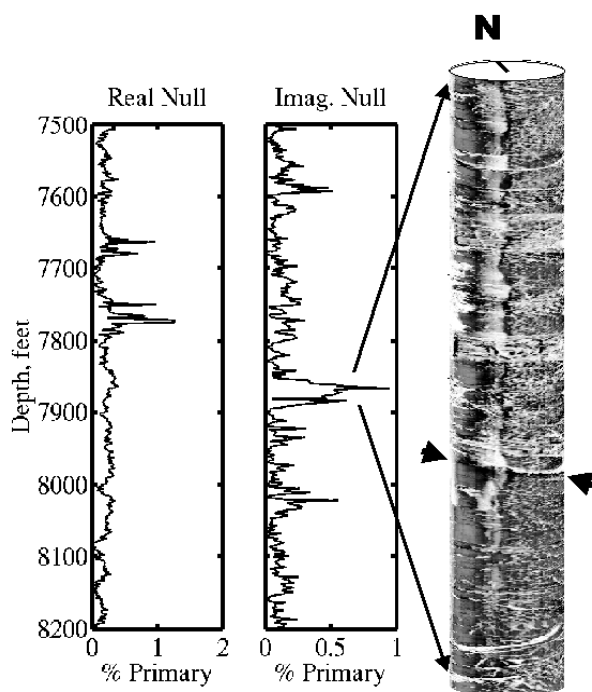 N
Real Null
Imag. Null
7500
7600
7700
7800
7900
8000
8100
8200
Depth, feet
0 1 2
0 0.5 1
% Primary
% Primary